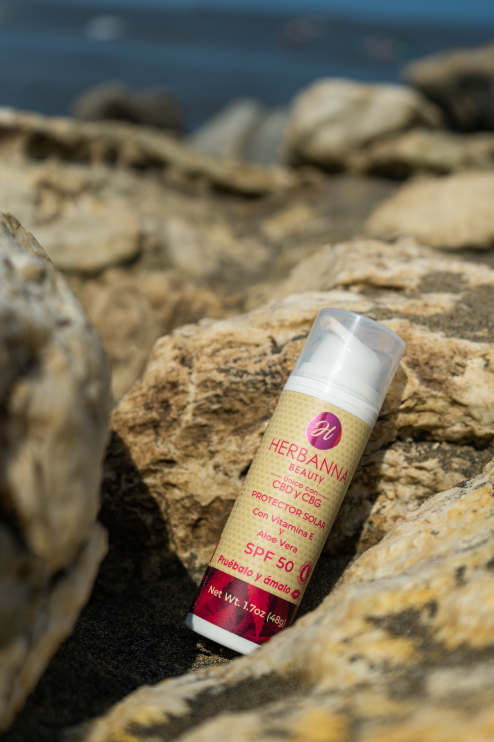 H
HERBANNA
BEAUTY
único con
CBD y CBG
PROTECTOR SOLAR
Con Vitamina E
y
Aloe Vera
SPF 50
Pruébalo y ámalo
Net Wt. 1.7oz (48g)